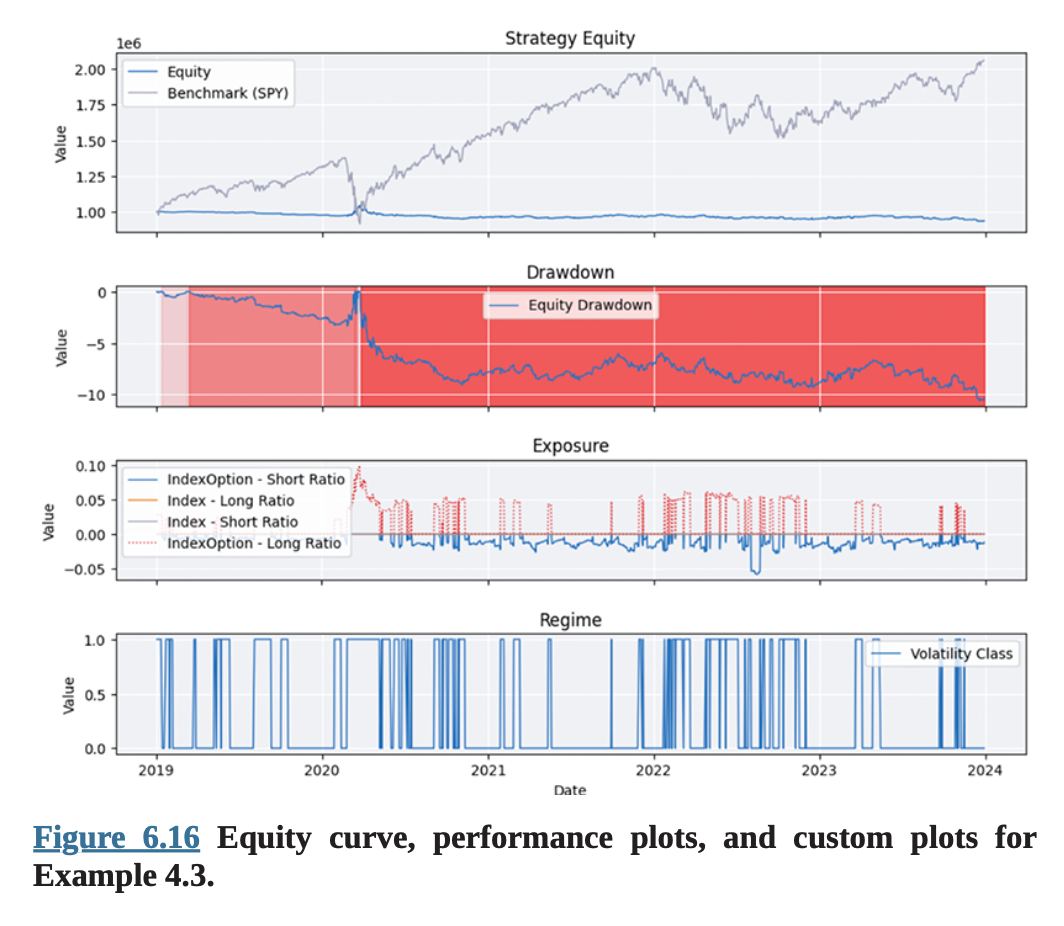 Strategy Equity
1e6
2.00
1.75
1.50
1.25
1.00
Value
Equity
Benchmark (SPY)
Drawdown
0
−5
−10
Value
Equity Drawdown
Exposure
0.10
0.05
0.00
−0.05
Value
IndexOption - Short Ratio
Index - Long Ratio
Index - Short Ratio
IndexOption - Long Ratio
Regime
1.0
0.5
0.0
Value
Volatility Class
2019 2020 2021 2022 2023 2024
Date
Figure 6.16 Equity curve, performance plots, and custom plots for
Example 4.3.